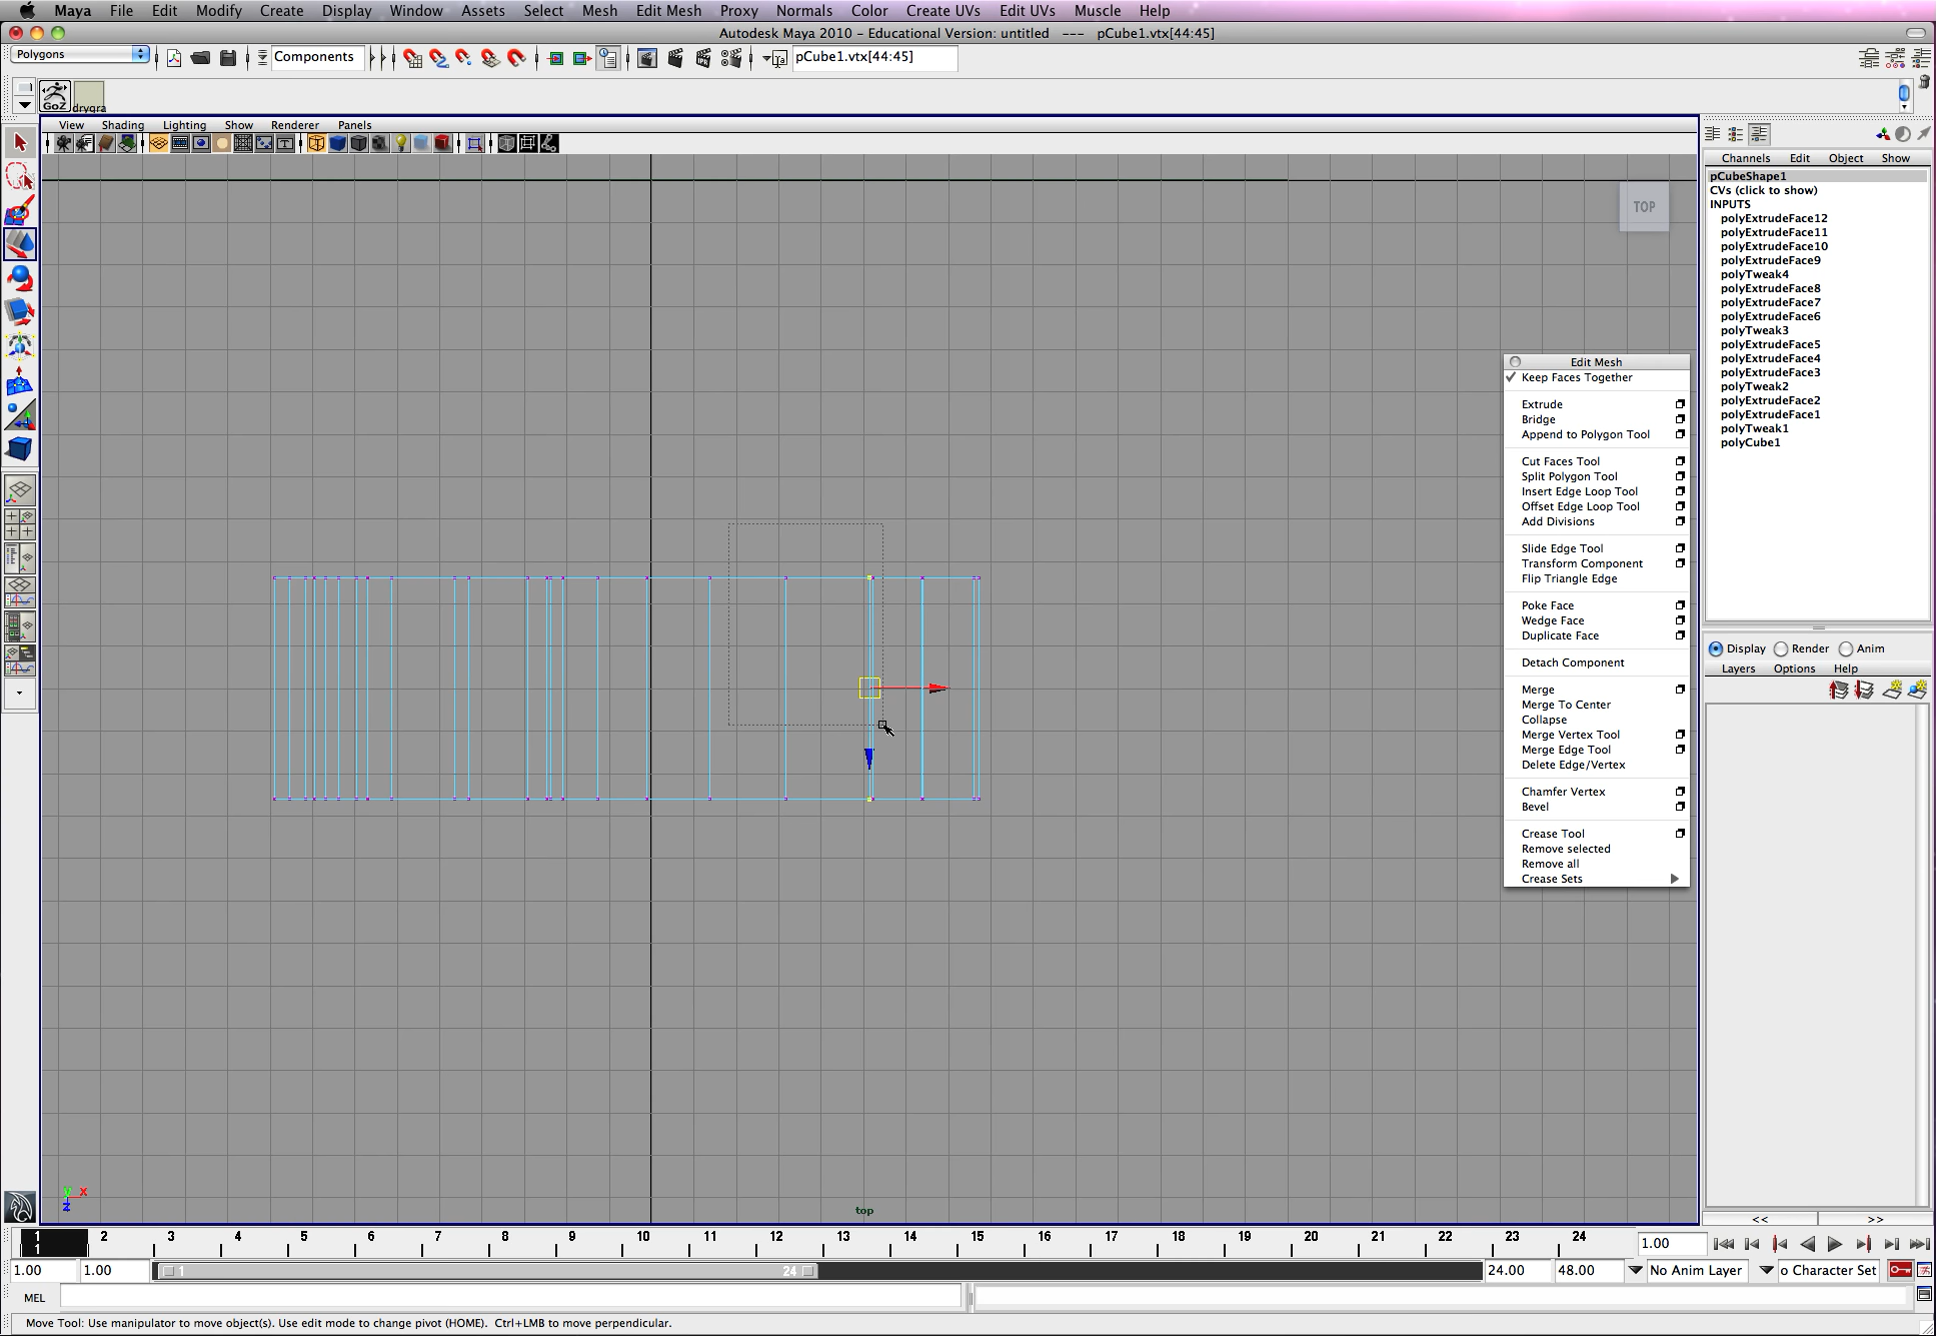 Maya File Edit Modify Create Display Window Assets Select Mesh Edit Mesh Proxy Normals Color Create UVs Edit UVs Muscle Help
Autodesk Maya 2010 - Educational Version: untitled --- pCube1.vtx[44:45]
Polygons Components pCube1.vtx[44:45]
GoZ drygra
View Shading Lighting Show Renderer Panels
TOP
Channels Edit Object Show
pCubeShape1
CVs (click to show)
INPUTS
polyExtrudeFace12
polyExtrudeFace11
polyExtrudeFace10
polyExtrudeFace9
polyTweak4
polyExtrudeFace8
polyExtrudeFace7
polyExtrudeFace6
polyTweak3
polyExtrudeFace5
polyExtrudeFace4
polyExtrudeFace3
polyTweak2
polyExtrudeFace2
polyExtrudeFace1
polyTweak1
polyCube1
Edit Mesh
Keep Faces Together
Extrude
Bridge
Append to Polygon Tool
Cut Faces Tool
Split Polygon Tool
Insert Edge Loop Tool
Offset Edge Loop Tool
Add Divisions
Slide Edge Tool
Transform Component
Flip Triangle Edge
Poke Face
Wedge Face
Duplicate Face
Detach Component
Merge
Merge To Center
Collapse
Merge Vertex Tool
Merge Edge Tool
Delete Edge/Vertex
Chamfer Vertex
Bevel
Crease Tool
Remove selected
Remove all
Crease Sets
Display Render Anim
Layers Options Help
y x
z
top
<< >>
1 2 3 4 5 6 7 8 9 10 11 12 13 14 15 16 17 18 19 20 21 22 23 24
1
1.00
1.00 1.00 1 24 24.00 48.00 No Anim Layer o Character Set
MEL
Move Tool: Use manipulator to move object(s). Use edit mode to change pivot (HOME). Ctrl+LMB to move perpendicular.